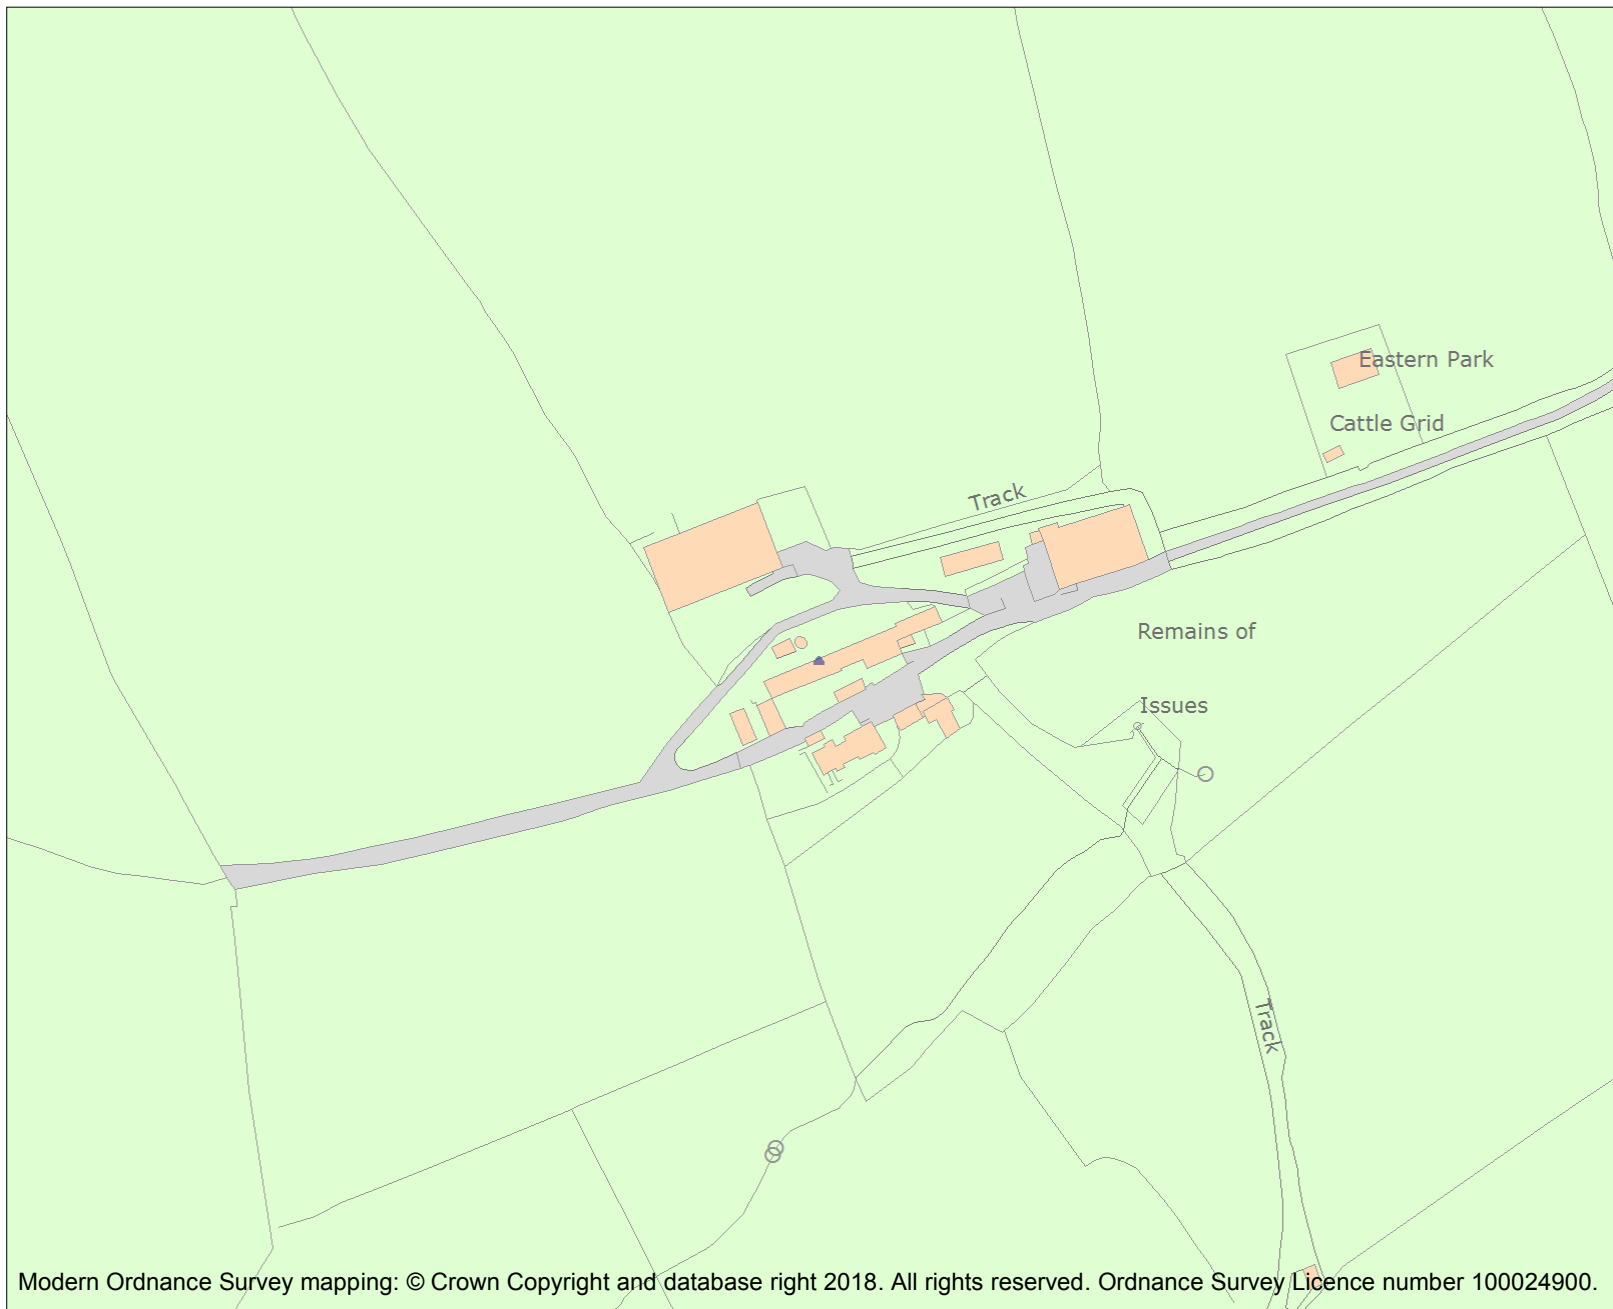 Eastern Park
Cattle Grid
Track
Remains of
Issues
Track
Modern Ordnance Survey mapping: © Crown Copyright and database right 2018. All rights reserved. Ordnance Survey Licence number 100024900.